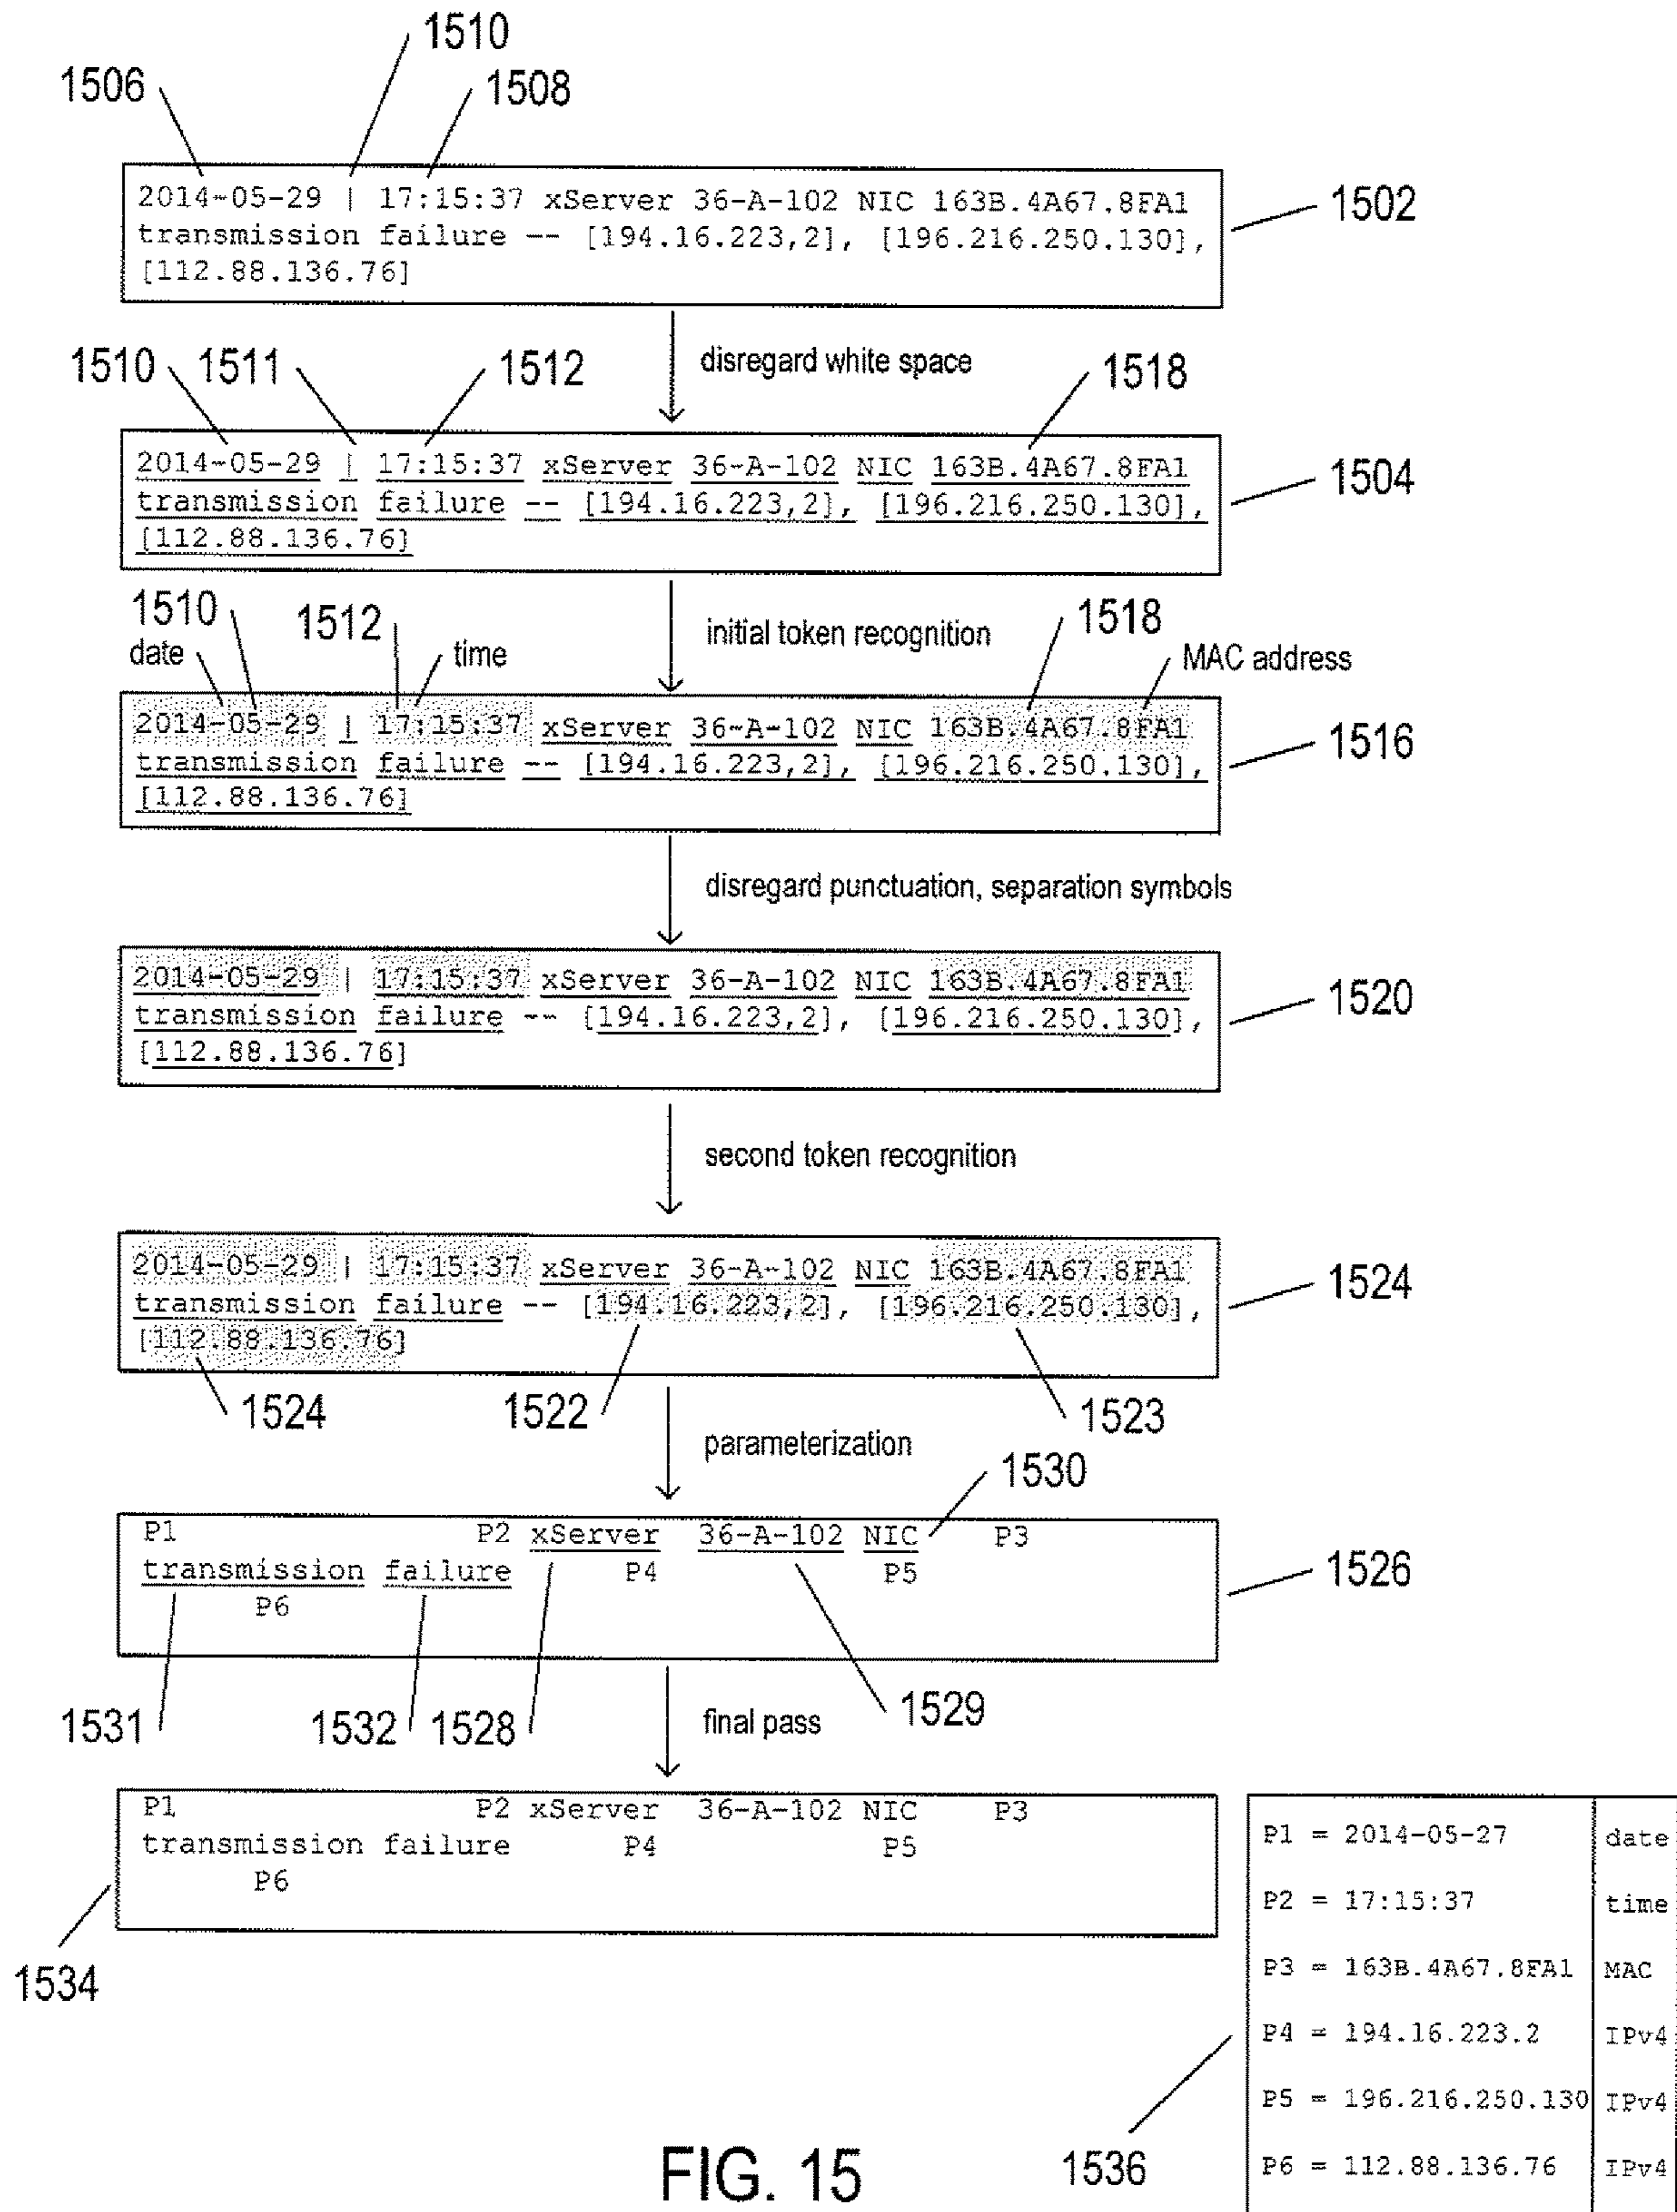 1510
1506
1508
2014-05-29 | 17:15:37 xServer 36-A-102 NIC 163B.4A67.8FA1
transmission failure -- [194.16.223,2], [196.216.250.130],
[112.88.136.76]
1502
disregard white space
1510
1511
1512
1518
2014-05-29 | 17:15:37 xServer 36-A-102 NIC 163B.4A67.8FA1
transmission failure -- [194.16.223,2], [196.216.250.130],
[112.88.136.76]
1504
initial token recognition
1510
1512
1518
date
time
MAC address
2014-05-29 | 17:15:37 xServer 36-A-102 NIC 163B.4A67.8FA1
transmission failure -- [194.16.223,2], [196.216.250.130],
[112.88.136.76]
1516
disregard punctuation, separation symbols
2014-05-29 | 17:15:37 xServer 36-A-102 NIC 163B.4A67.8FA1
transmission failure -- [194.16.223,2], [196.216.250.130],
[112.88.136.76]
1520
second token recognition
2014-05-29 | 17:15:37 xServer 36-A-102 NIC 163B.4A67.8FA1
transmission failure -- [194.16.223,2], [196.216.250.130],
[112.88.136.76]
1524
1524
1522
1523
parameterization
1530
P1 P2 xServer 36-A-102 NIC P3
transmission failure P4 P5
P6
1526
1531
1532
1528
1529
final pass
P1 P2 xServer 36-A-102 NIC P3
transmission failure P4 P5
P6
1534
P1 = 2014-05-27 date
P2 = 17:15:37 time
P3 = 163B.4A67.8FA1 MAC
P4 = 194.16.223.2 IPv4
P5 = 196.216.250.130 IPv4
P6 = 112.88.136.76 IPv4
1536
FIG. 15